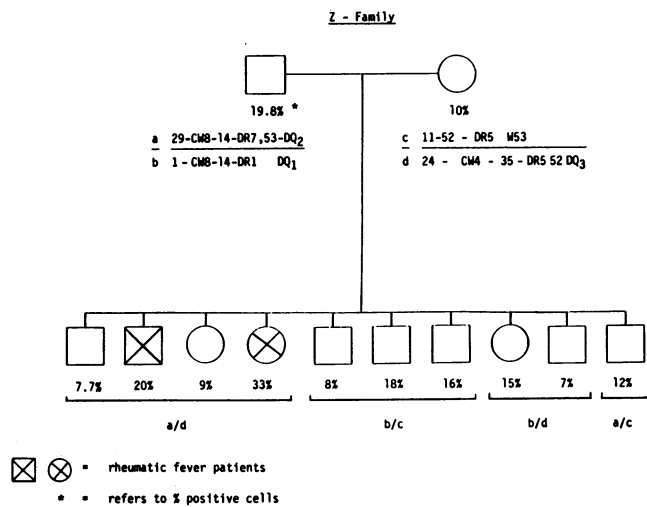 Z - Family
19.8% *
10%
a 29-CW8-14-DR7,53-DQ2
b 1 - CW8-14-DR1 DQ1
c 11-52 - DR5 W53
d 24 - CW4 - 35 - DR5 52 DQ3
7.7% 20% 9% 33% 8% 18% 16% 15% 7% 12%
a/d b/c b/d a/c
= rheumatic fever patients
* = refers to % positive cells